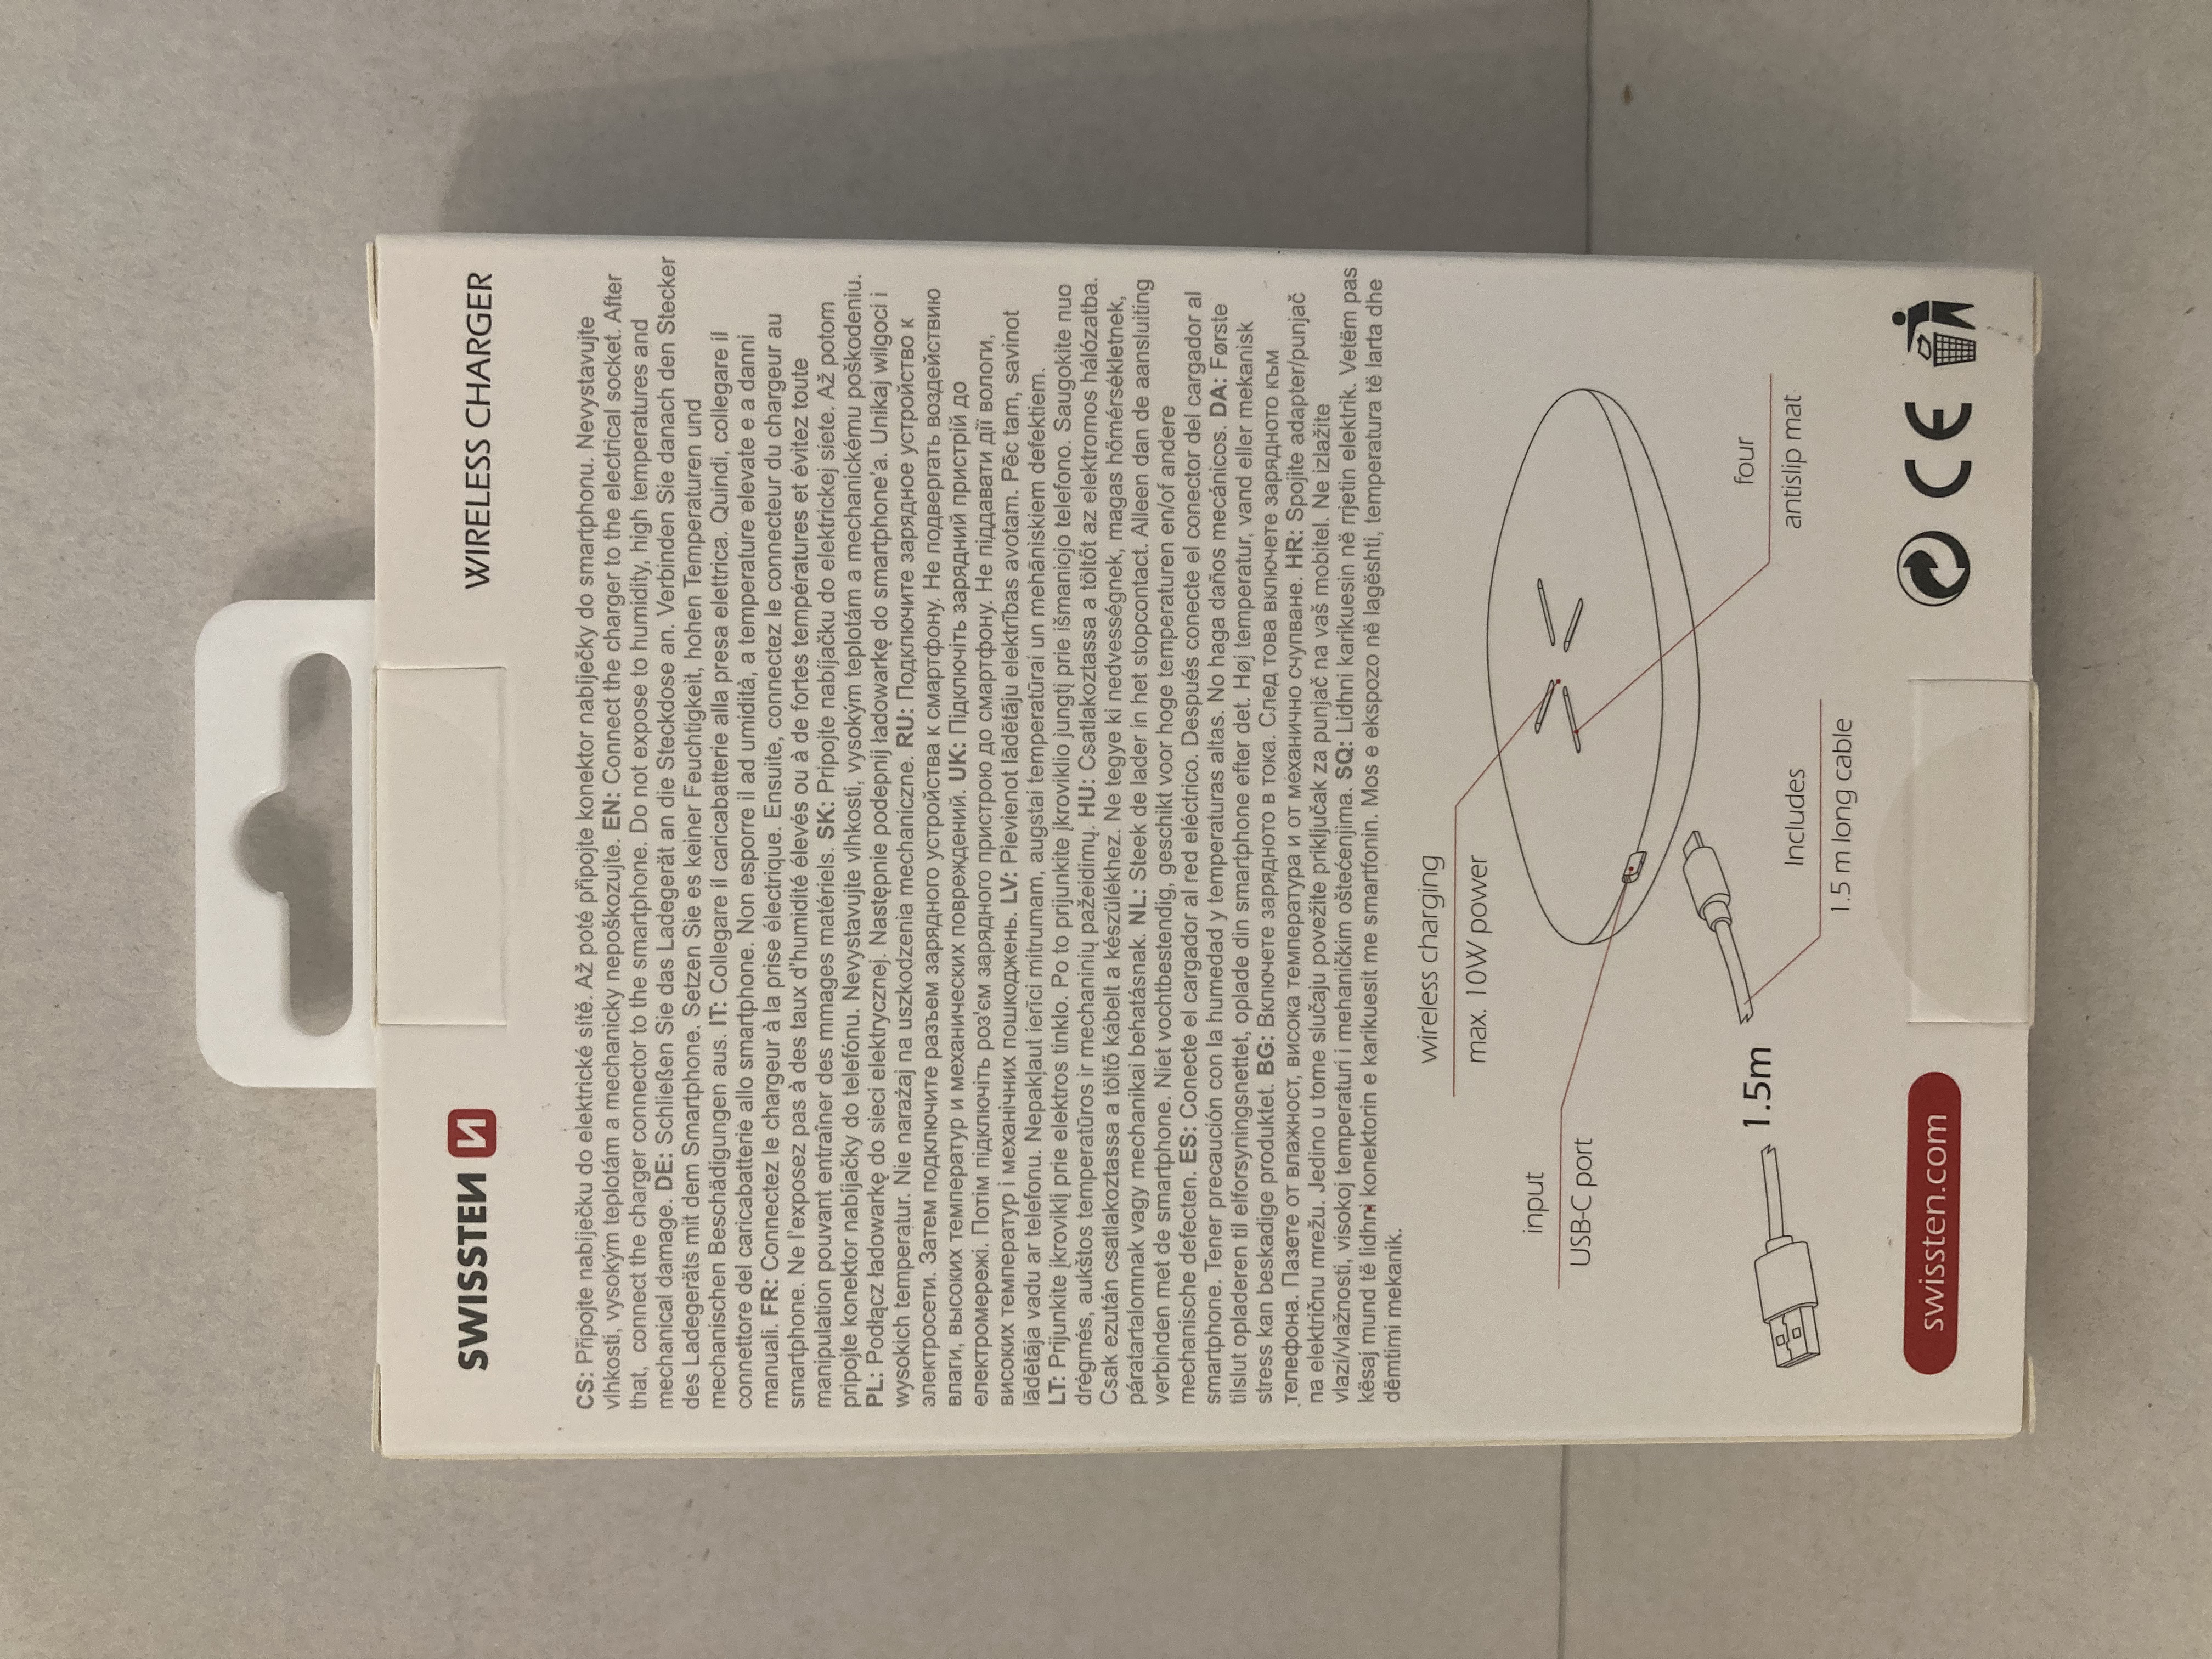 SWISSTEN
WIRELESS CHARGER
CS: Připojte nabíječku do elektrické sítě. Až poté připojte konektor nabíječky do smartphonu. Nevystavujte
vlhkosti, vysokým teplotám a mechanicky nepoškozujte. EN: Connect the charger to the electrical socket. After
that, connect the charger connector to the smartphone. Do not expose to humidity, high temperatures and
mechanical damage. DE: Schließen Sie das Ladegerät an die Steckdose an. Verbinden Sie danach den Stecker
des Ladegeräts mit dem Smartphone. Setzen Sie es keiner Feuchtigkeit, hohen Temperaturen und
mechanischen Beschädigungen aus. IT: Collegare il caricabatterie alla presa elettrica. Quindi, collegare il
connettore del caricabatterie allo smartphone. Non esporre il ad umidità, a temperature elevate e a danni
manuali. FR: Connectez le chargeur à la prise électrique. Ensuite, connectez le connecteur du chargeur au
smartphone. Ne l'exposez pas à des taux d'humidité élevés ou à de fortes températures et évitez toute
manipulation pouvant entraîner des mmages matériels. SK: Pripojte nabíjačku do elektrickej siete. Až potom
pripojte konektor nabíjačky do telefónu. Nevystavujte vlhkosti, vysokým teplotám a mechanickému poškodeniu.
PL: Podłącz ładowarkę do sieci elektrycznej. Następnie podepnij ładowarkę do smartphone'a. Unikaj wilgoci i
wysokich temperatur. Nie narażaj na uszkodzenia mechaniczne. RU: Подключите зарядное устройство к
электросети. Затем подключите разъем зарядного устройства к смартфону. Не подвергать воздействию
влаги, высоких температур и механических повреждений. UK: Підключіть зарядний пристрій до
електромережі. Потім підключіть роз'єм зарядного пристрою до смартфону. Не піддавати дії вологи,
високих температур і механічних пошкоджень. LV: Pievienot lādētāju elektrības avotam. Pēc tam, savinot
lādētāja vadu ar telefonu. Nepakļaut ierīci mitrumam, augstai temperatūrai un mehāniskiem defektiem.
LT: Prijunkite įkroviklį prie elektros tinklo. Po to prijunkite įkroviklio jungtį prie išmaniojo telefono. Saugokite nuo
drėgmės, aukštos temperatūros ir mechaninių pažeidimų. HU: Csatlakoztassa a töltőt az elektromos hálózatba.
Csak ezután csatlakoztassa a töltő kábelt a készülékhez. Ne tegye ki nedvességnek, magas hőmérsékletnek,
páratartalomnak vagy mechanikai behatásnak. NL: Steek de lader in het stopcontact. Alleen dan de aansluiting
verbinden met de smartphone. Niet vochtbestendig, geschikt voor hoge temperaturen en/of andere
mechanische defecten. ES: Conecte el cargador al red eléctrico. Después conecte el conector del cargador al
smartphone. Tener precaución con la humedad y temperaturas altas. No haga daños mecánicos. DA: Første
tilslut opladeren til elforsyningsnettet, oplade din smartphone efter det. Høj temperatur, vand eller mekanisk
stress kan beskadige produktet. BG: Включете зарядното в тока. След това включете зарядното към
телефона. Пазете от влажност, висока температура и от механично счупване. HR: Spojite adapter/punjač
na električnu mrežu. Jedino u tome slučaju povežite priključak za punjač na vaš mobitel. Ne izlažite
vlazi/vlažnosti, visokoj temperaturi i mehaničkim oštećenjima. SQ: Lidhni karikuesin në rrjetin elektrik. Vetëm pas
kësaj mund të lidhni konektorin e karikuesit me smartfonin. Mos e ekspozo në lagështi, temperatura të larta dhe
dëmtimi mekanik.
wireless charging
max. 10W power
input
USB-C port
four
antislip mat
1.5m
Includes
1.5 m long cable
swissten.com
CE